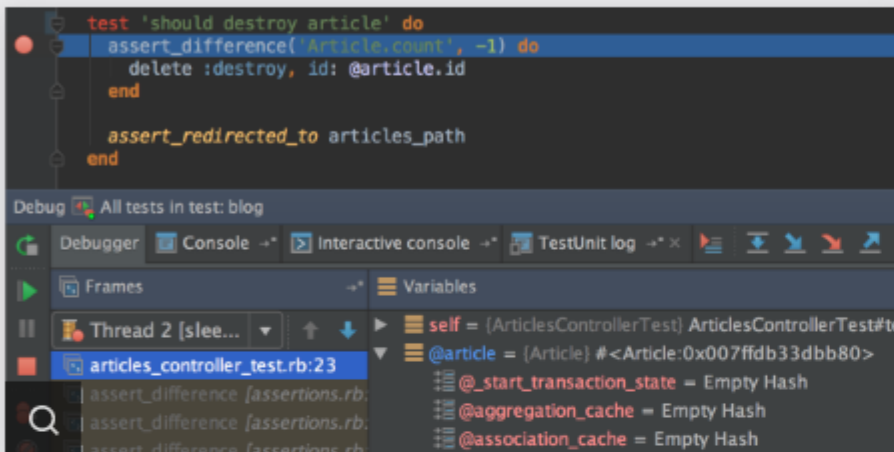 test 'should destroy article' do
assert_difference('Article.count', -1) do
delete :destroy, id: @article.id
end
assert_redirected_to articles_path
end
Debug All tests in test: blog
Debugger Console Interactive console TestUnit log
Frames Variables
Thread 2 [slee...
self = {ArticlesControllerTest} ArticlesControllerTest#te
articles_controller_test.rb:23
@article = {Article} #<Article:0x007ffdb33dbb80>
assert_difference [assertions.rb.
@_start_transaction_state = Empty Hash
assert_difference [assertions.rb.
@aggregation_cache = Empty Hash
assert_difference [assertions.rb.
@association_cache = Empty Hash